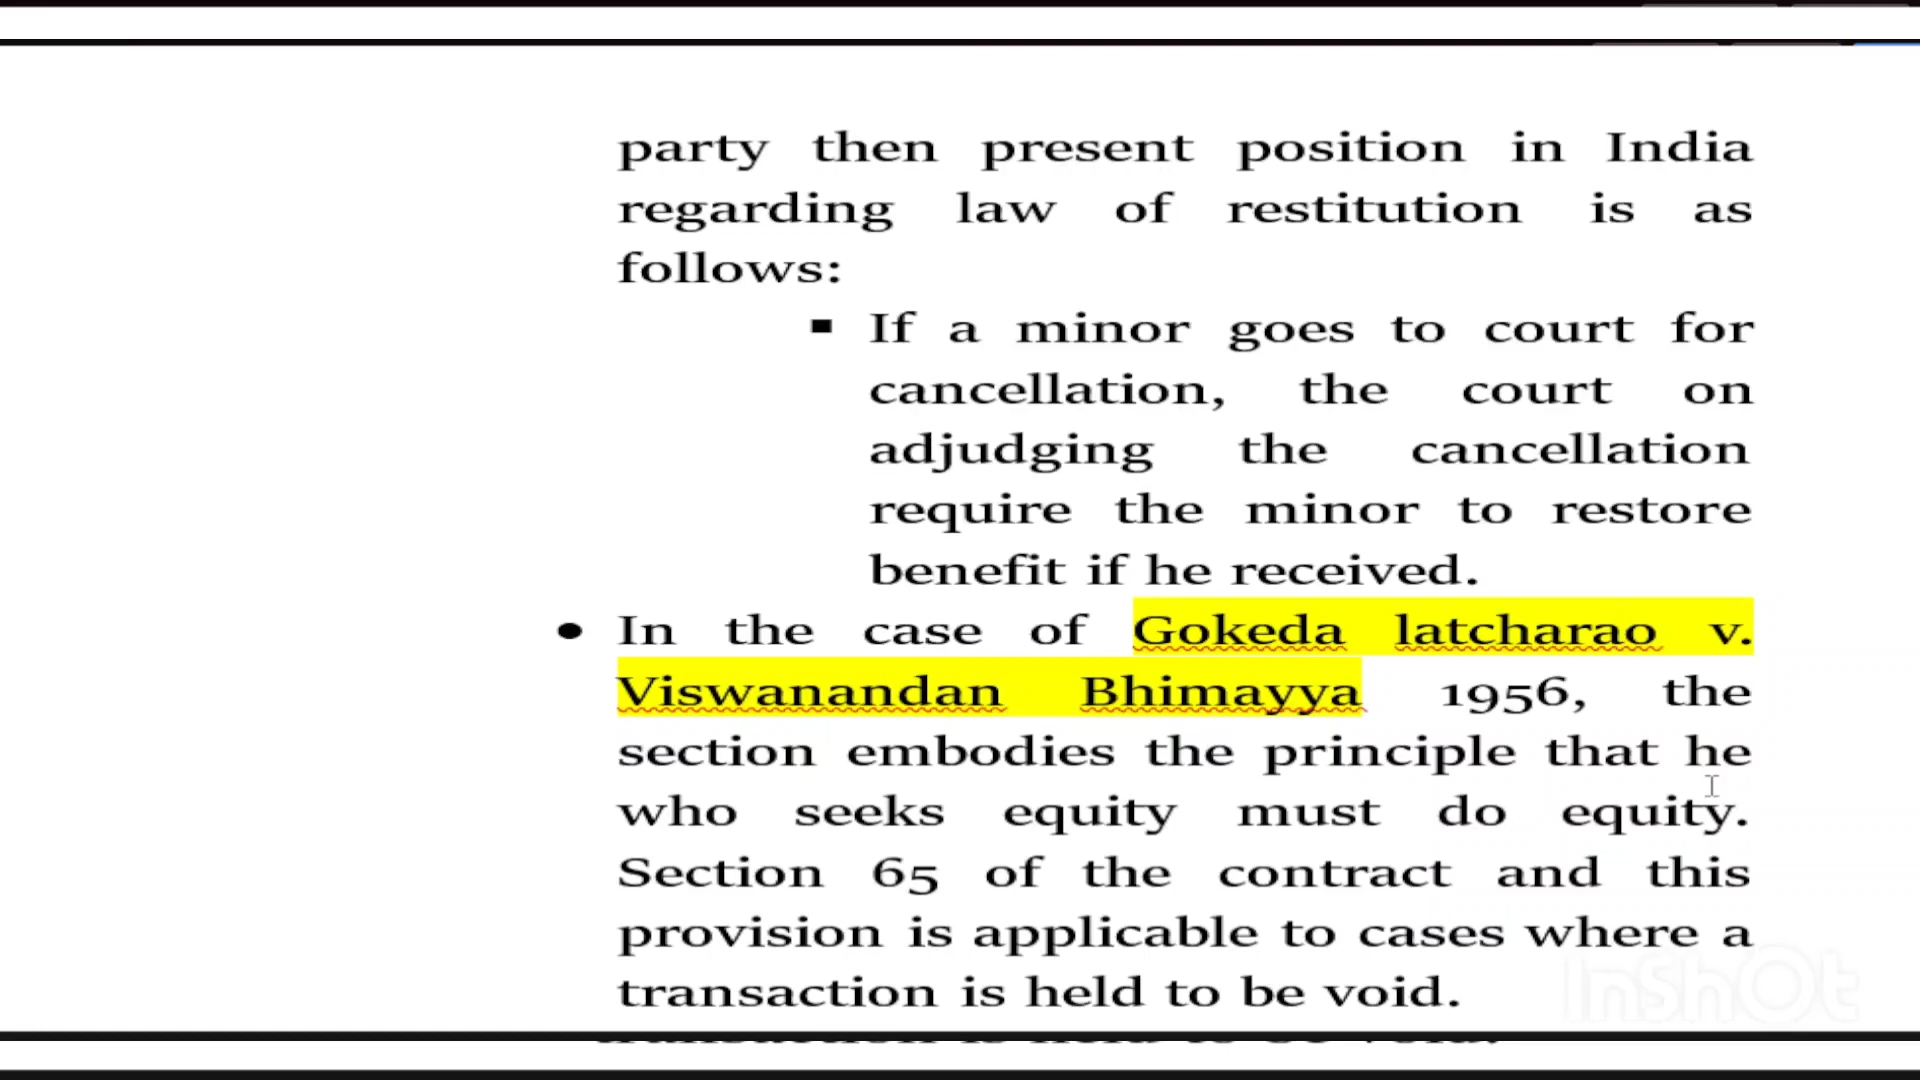 party then present position in India
regarding law of restitution is as
follows:
▪ If a minor goes to court for
cancellation, the court on
adjudging the cancellation
require the minor to restore
benefit if he received.
• In the case of Gokeda latcharao v.
Viswanandan Bhimayya 1956, the
section embodies the principle that he
who seeks equity must do equity.
Section 65 of the contract and this
provision is applicable to cases where a
transaction is held to be void.
InShOt